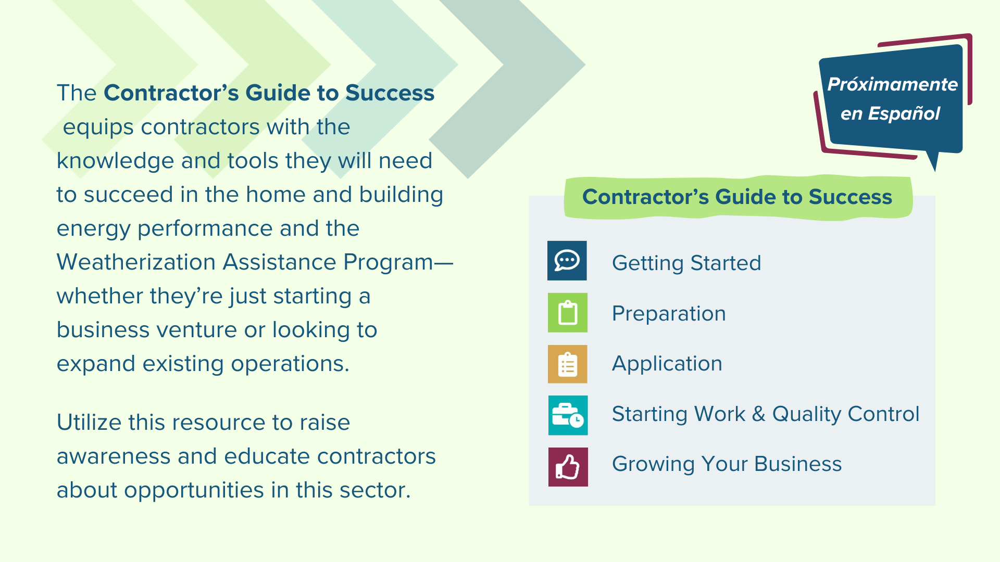 The Contractor’s Guide to Success
equips contractors with the
knowledge and tools they will need
to succeed in the home and building
energy performance and the
Weatherization Assistance Program—
whether they’re just starting a
business venture or looking to
expand existing operations.
Utilize this resource to raise
awareness and educate contractors
about opportunities in this sector.
Próximamente
en Español
Contractor’s Guide to Success
Getting Started
Preparation
Application
Starting Work & Quality Control
Growing Your Business